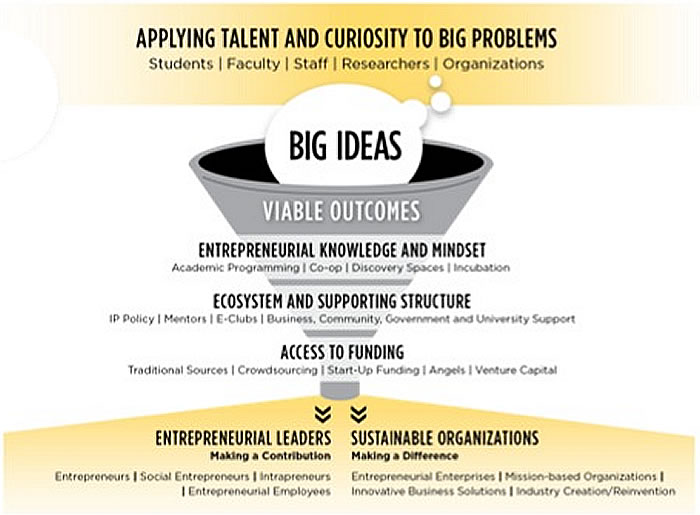 APPLYING TALENT AND CURIOSITY TO BIG PROBLEMS
Students | Faculty | Staff | Researchers | Organizations
BIG IDEAS
VIABLE OUTCOMES
ENTREPRENEURIAL KNOWLEDGE AND MINDSET
Academic Programming | Co-op | Discovery Spaces | Incubation
ECOSYSTEM AND SUPPORTING STRUCTURE
IP Policy | Mentors | E-Clubs | Business, Community, Government and University Support
ACCESS TO FUNDING
Traditional Sources | Crowdsourcing | Start-Up Funding | Angels | Venture Capital
ENTREPRENEURIAL LEADERS
Making a Contribution
Entrepreneurs | Social Entrepreneurs | Intrapreneurs
| Entrepreneurial Employees
SUSTAINABLE ORGANIZATIONS
Making a Difference
Entrepreneurial Enterprises | Mission-based Organizations |
Innovative Business Solutions | Industry Creation/Reinvention